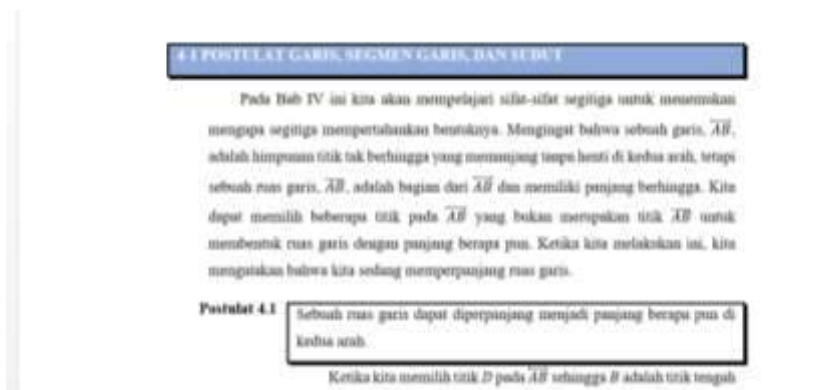 4-1 POSTULAT GARIS, SEGMEN GARIS, DAN SUDUT
Pada Bab IV ini kita akan mempelajari sifat-sifat segitiga untuk menemukan
mengapa segitiga mempertahankan bentuknya. Mengingat bahwa sebuah garis, AB,
adalah himpunan titik tak berhingga yang memanjang tanpa henti di kedua arah, tetapi
sebuah ruas garis, AB, adalah bagian dari AB dan memiliki panjang berhingga. Kita
dapat memilih beberapa titik pada AB yang bukan merupakan titik AB untuk
membentuk ruas garis dengan panjang berapa pun. Ketika kita melakukan ini, kita
mengatakan bahwa kita sedang memperpanjang ruas garis.
Postulat 4.1
Sebuah ruas garis dapat diperpanjang menjadi panjang berapa pun di
kedua arah.
Ketika kita memilih titik D pada AB sehingga B adalah titik tengah